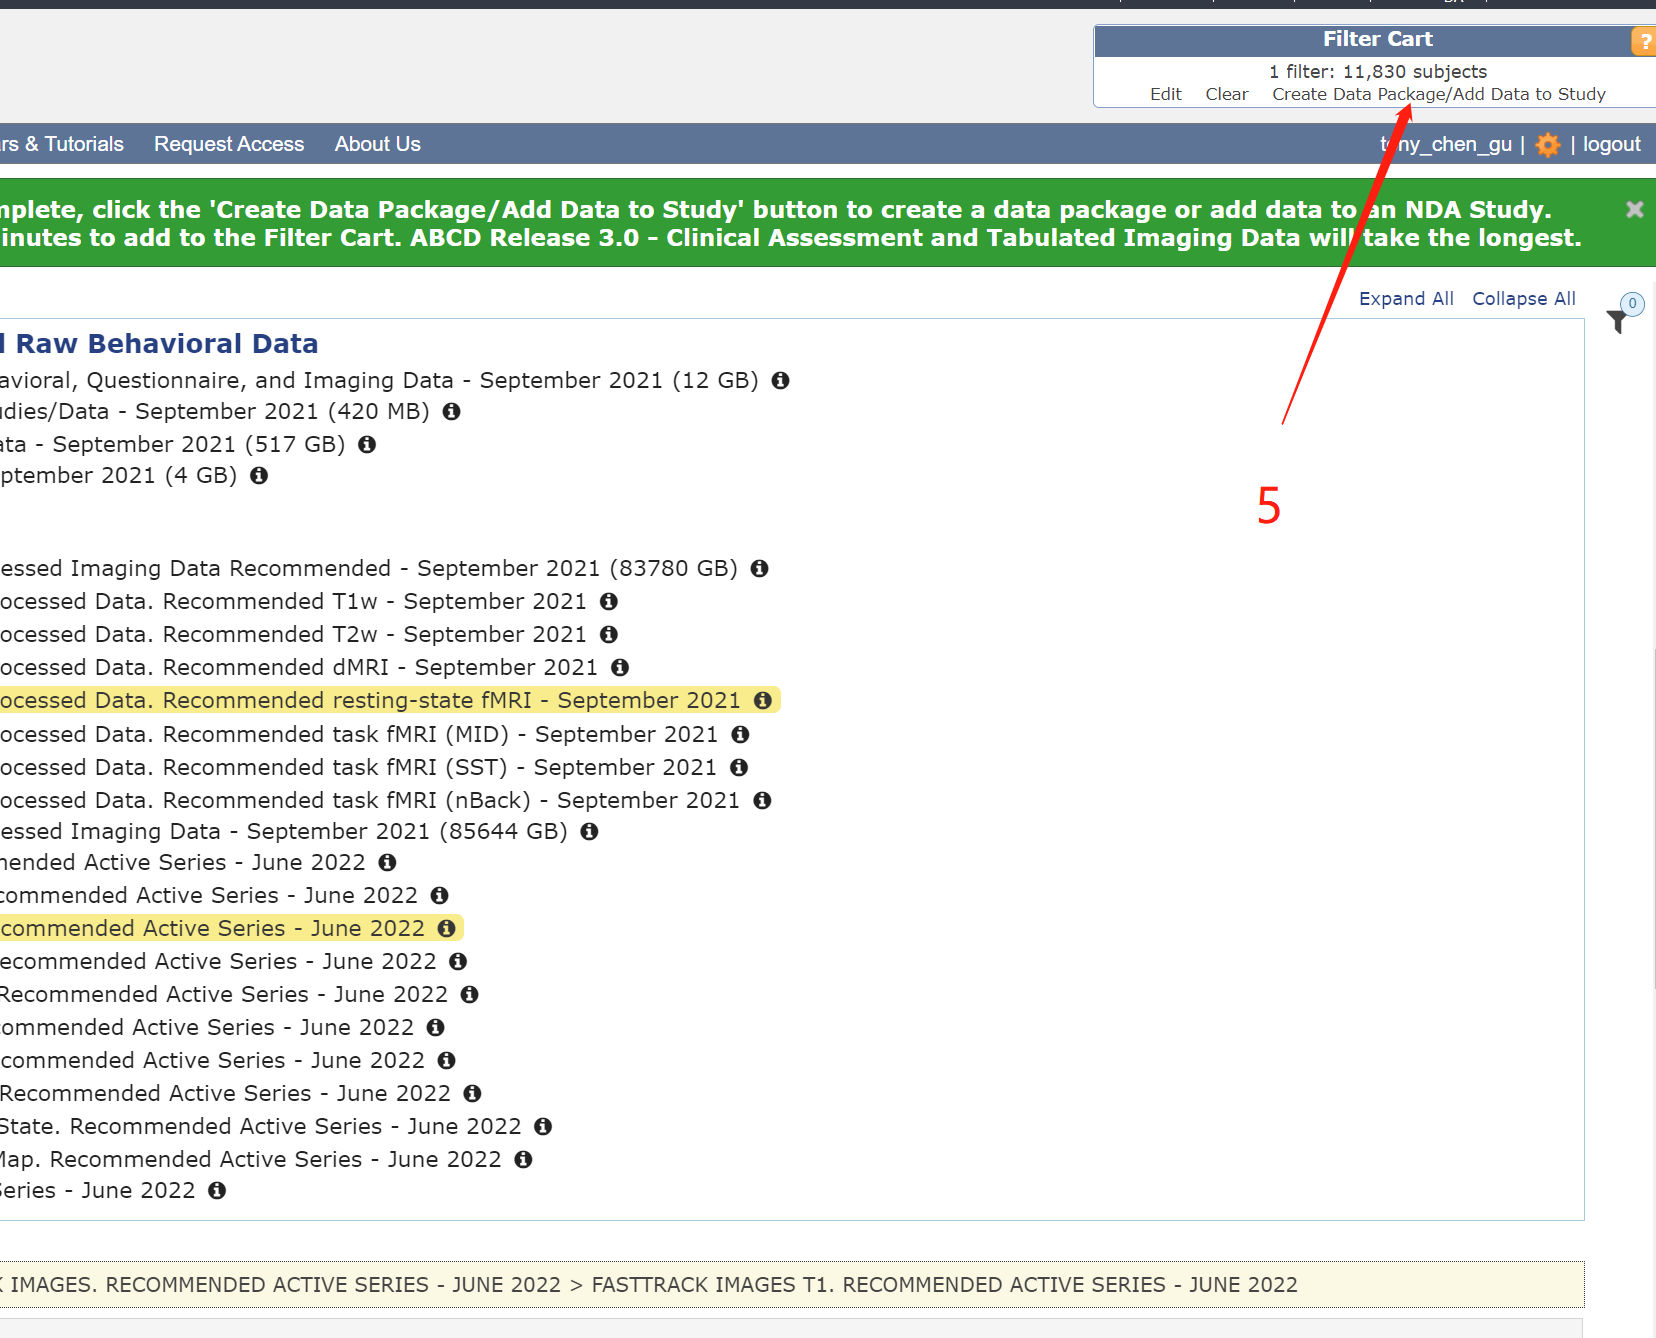 Filter Cart
?
1 filter: 11,830 subjects
Edit Clear Create Data Package/Add Data to Study
rs & Tutorials Request Access About Us tony_chen_gu | | logout
mplete, click the 'Create Data Package/Add Data to Study' button to create a data package or add data to an NDA Study.
inutes to add to the Filter Cart. ABCD Release 3.0 - Clinical Assessment and Tabulated Imaging Data will take the longest.
Expand All Collapse All
0
l Raw Behavioral Data
avioral, Questionnaire, and Imaging Data - September 2021 (12 GB)
udies/Data - September 2021 (420 MB)
ata - September 2021 (517 GB)
ptember 2021 (4 GB)
5
essed Imaging Data Recommended - September 2021 (83780 GB)
ocessed Data. Recommended T1w - September 2021
ocessed Data. Recommended T2w - September 2021
ocessed Data. Recommended dMRI - September 2021
ocessed Data. Recommended resting-state fMRI - September 2021
ocessed Data. Recommended task fMRI (MID) - September 2021
ocessed Data. Recommended task fMRI (SST) - September 2021
ocessed Data. Recommended task fMRI (nBack) - September 2021
essed Imaging Data - September 2021 (85644 GB)
mended Active Series - June 2022
commended Active Series - June 2022
commended Active Series - June 2022
ecommended Active Series - June 2022
Recommended Active Series - June 2022
commended Active Series - June 2022
commended Active Series - June 2022
Recommended Active Series - June 2022
State. Recommended Active Series - June 2022
Map. Recommended Active Series - June 2022
Series - June 2022
K IMAGES. RECOMMENDED ACTIVE SERIES - JUNE 2022 > FASTTRACK IMAGES T1. RECOMMENDED ACTIVE SERIES - JUNE 2022